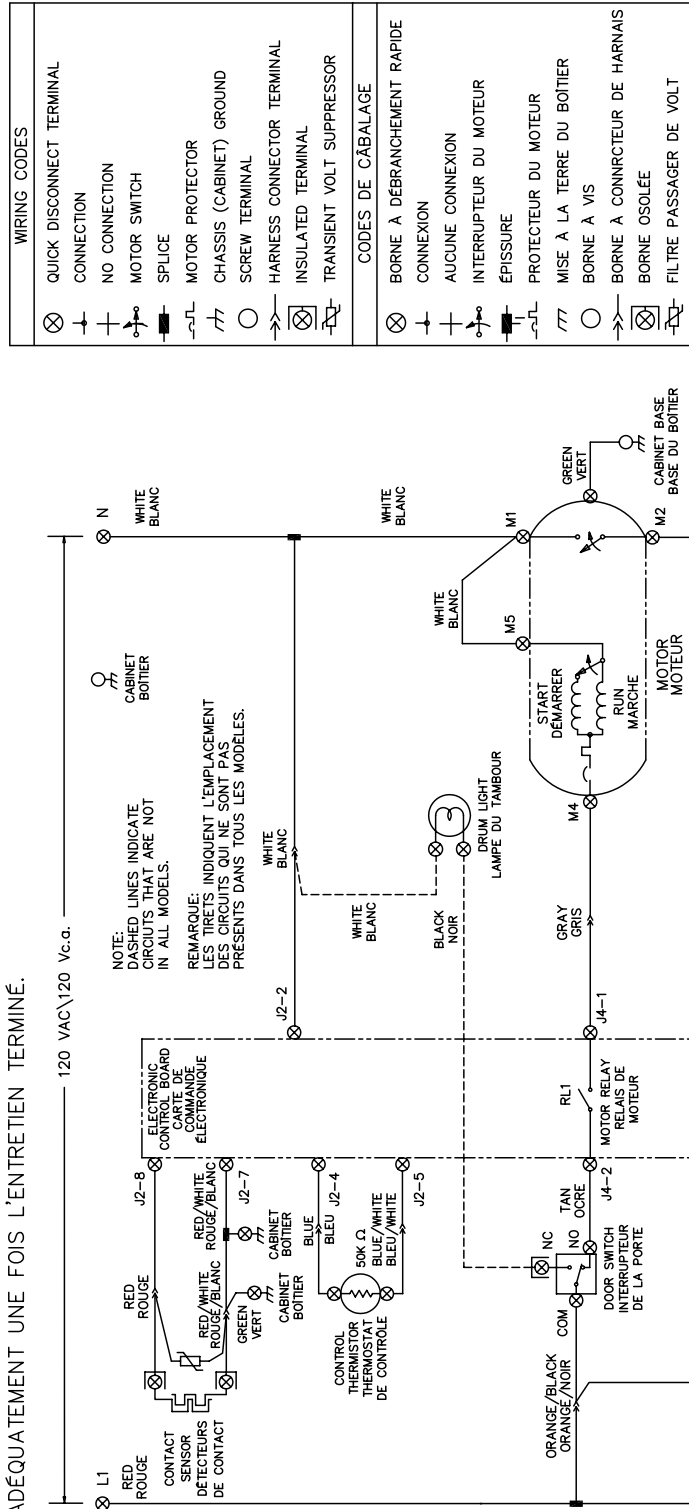 ADÉQUATEMENT UNE FOIS L'ENTRETIEN TERMINÉ.
120 VAC\120 Vc.a.
L1
RED
ROUGE
N
WHITE
BLANC
CABINET
BOÎTIER
NOTE:
DASHED LINES INDICATE
CIRCIUTS THAT ARE NOT
IN ALL MODELS.
REMARQUE:
LES TIRETS INDIQUENT L'EMPLACEMENT
DES CIRCUITS QUI NE SONT PAS
PRÉSENTS DANS TOUS LES MODÈLES.
ELECTRONIC
CONTROL BOARD
CARTE DE
COMMANDE
ÉLECTRONIQUE
RED
ROUGE
J2-8
CONTACT
SENSOR
DÉTECTEURS
DE CONTACT
RED/WHITE
ROUGE/BLANC
RED/WHITE
ROUGE/BLANC
J2-7
GREEN
VERT
CABINET
BOÎTIER
CABINET
BOÎTIER
BLUE
BLEU
J2-4
CONTROL
THERMISTOR
THERMOSTAT
DE CONTRÔLE
50K Ω
BLUE/WHITE
BLEU/WHITE
J2-5
J2-2
WHITE
BLANC
WHITE
BLANC
WHITE
BLANC
BLACK
NOIR
DRUM LIGHT
LAMPE DU TAMBOUR
ORANGE/BLACK
ORANGE/NOIR
COM
NC
NO
DOOR SWITCH
INTERRUPTEUR
DE LA PORTE
TAN
OCRE
J4-2
RL1
MOTOR RELAY
RELAIS DE
MOTEUR
J4-1
GRAY
GRIS
M4
START
DÉMARRER
RUN
MARCHE
MOTOR
MOTEUR
M5
WHITE
BLANC
M1
M2
GREEN
VERT
CABINET BASE
BASE DU BOÎTIER
WIRING CODES
QUICK DISCONNECT TERMINAL
CONNECTION
NO CONNECTION
MOTOR SWITCH
SPLICE
MOTOR PROTECTOR
CHASSIS (CABINET) GROUND
SCREW TERMINAL
HARNESS CONNECTOR TERMINAL
INSULATED TERMINAL
TRANSIENT VOLT SUPPRESSOR
CODES DE CÂBALAGE
BORNE À DÉBRANCHEMENT RAPIDE
CONNEXION
AUCUNE CONNEXION
INTERRUPTEUR DU MOTEUR
ÉPISSURE
PROTECTEUR DU MOTEUR
MISE À LA TERRE DU BOÎTIER
BORNE À VIS
BORNE À CONNRCTEUR DE HARNAIS
BORNE OSOLÉE
FILTRE PASSAGER DE VOLT